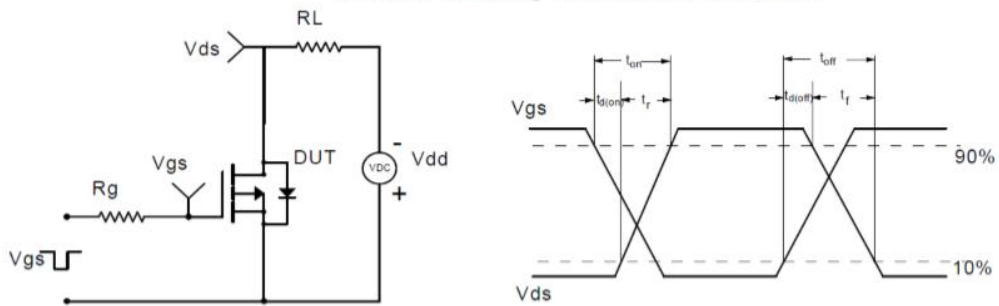 RL
Vds
Vgs
DUT
Rg
VDC
-
+
Vdd
Vgs
ton
td(on)
tr
toff
td(off)
tf
Vgs
90%
10%
Vds